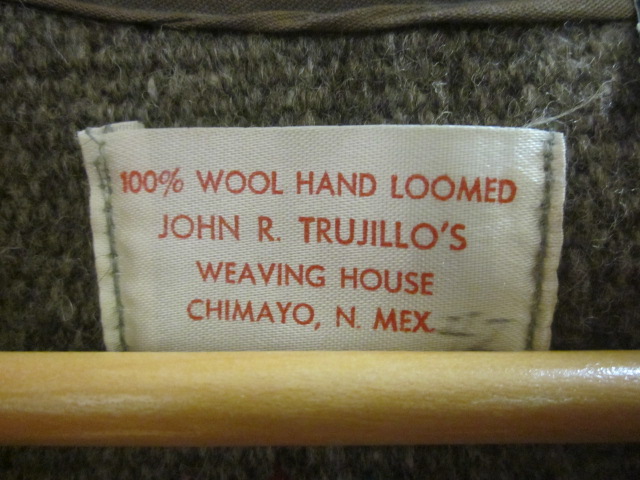 100% WOOL HAND LOOMED
JOHN R. TRUJILLO'S
WEAVING HOUSE
CHIMAYO, N. MEX.